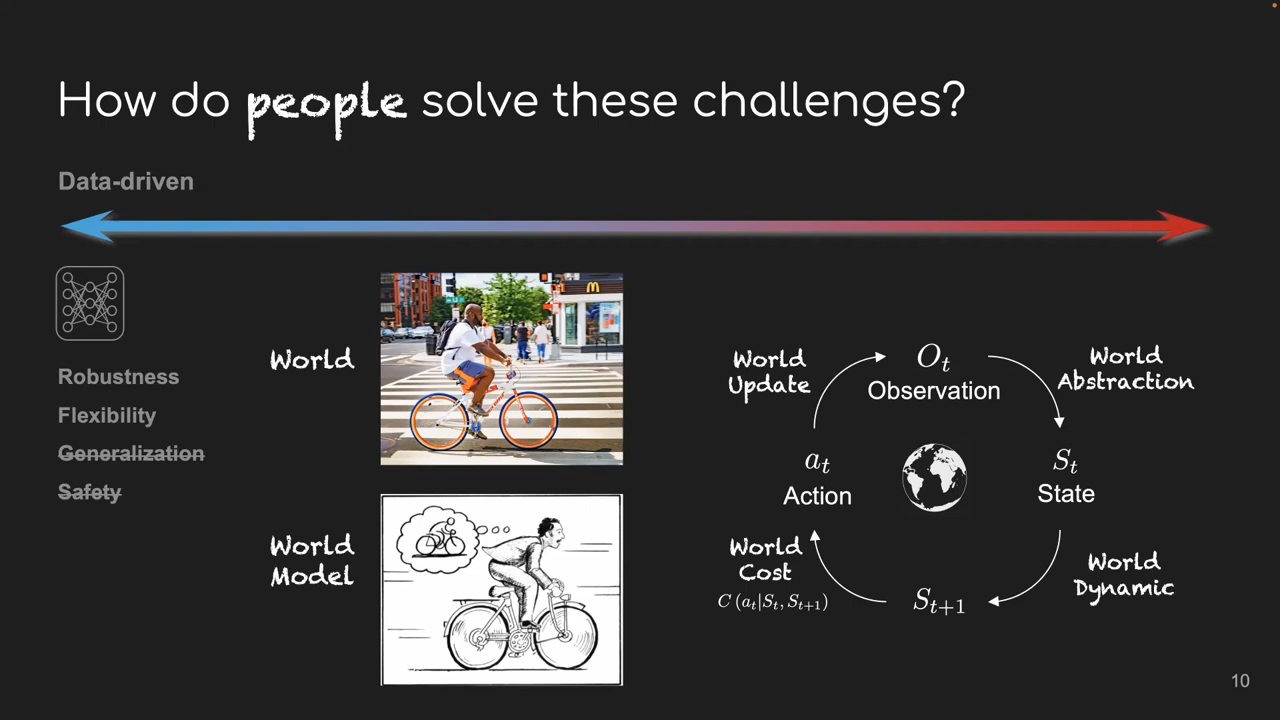 How do people solve these challenges?
Data-driven
Robustness
Flexibility
Generalization
Safety
World
World
Model
World
Update
O_t
Observation
World
Abstraction
a_t
Action
S_t
State
World
Cost
C (a_t|S_t, S_{t+1})
S_{t+1}
World
Dynamic
10